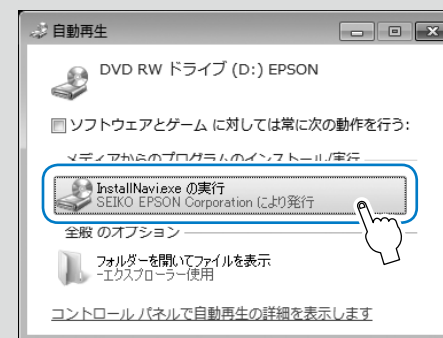 自動再生
DVD RW ドライブ (D:) EPSON
ソフトウェアとゲーム に対しては常に次の動作を行う:
メディアからのプログラムのインストール/実行
InstallNavi.exe の実行
SEIKO EPSON Corporation により発行
全般 のオプション
フォルダーを開いてファイルを表示
-エクスプローラー使用
コントロール パネルで自動再生の詳細を表示します